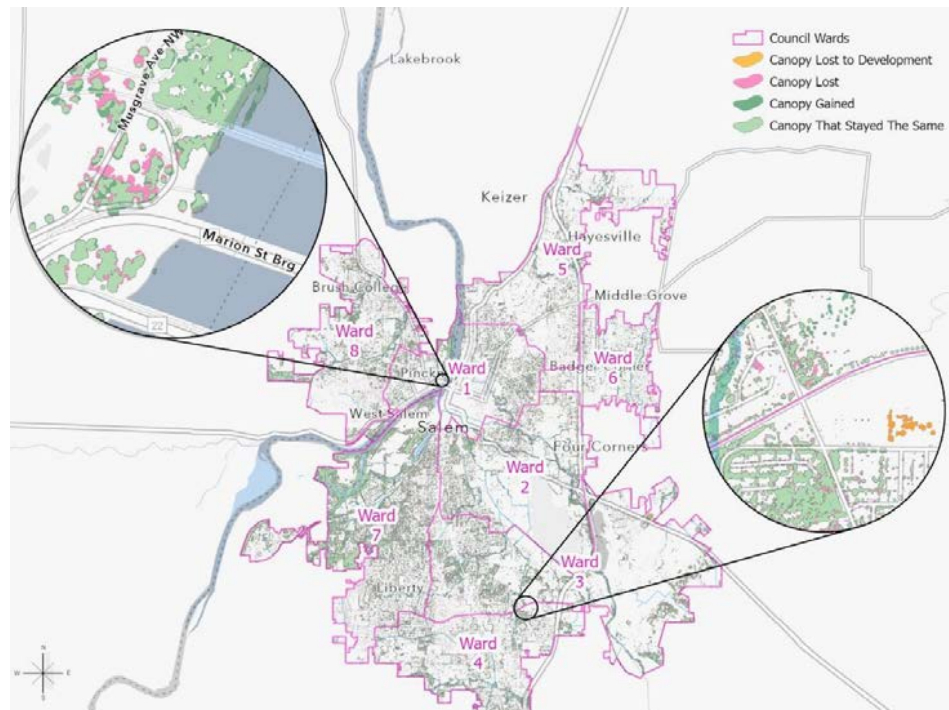 Musgrave Ave NW
Marion St Brg
22
Lakebrook
Council Wards
Canopy Lost to Development
Canopy Lost
Canopy Gained
Canopy That Stayed The Same
Keizer
Hayesville
Ward
5
Brush College
Middle Grove
Ward
8
Ward
1
Ward
6
West Salem
Salem
Four Corners
Ward
2
Ward
7
Ward
3
Liberty
Ward
4
N
W
E
S